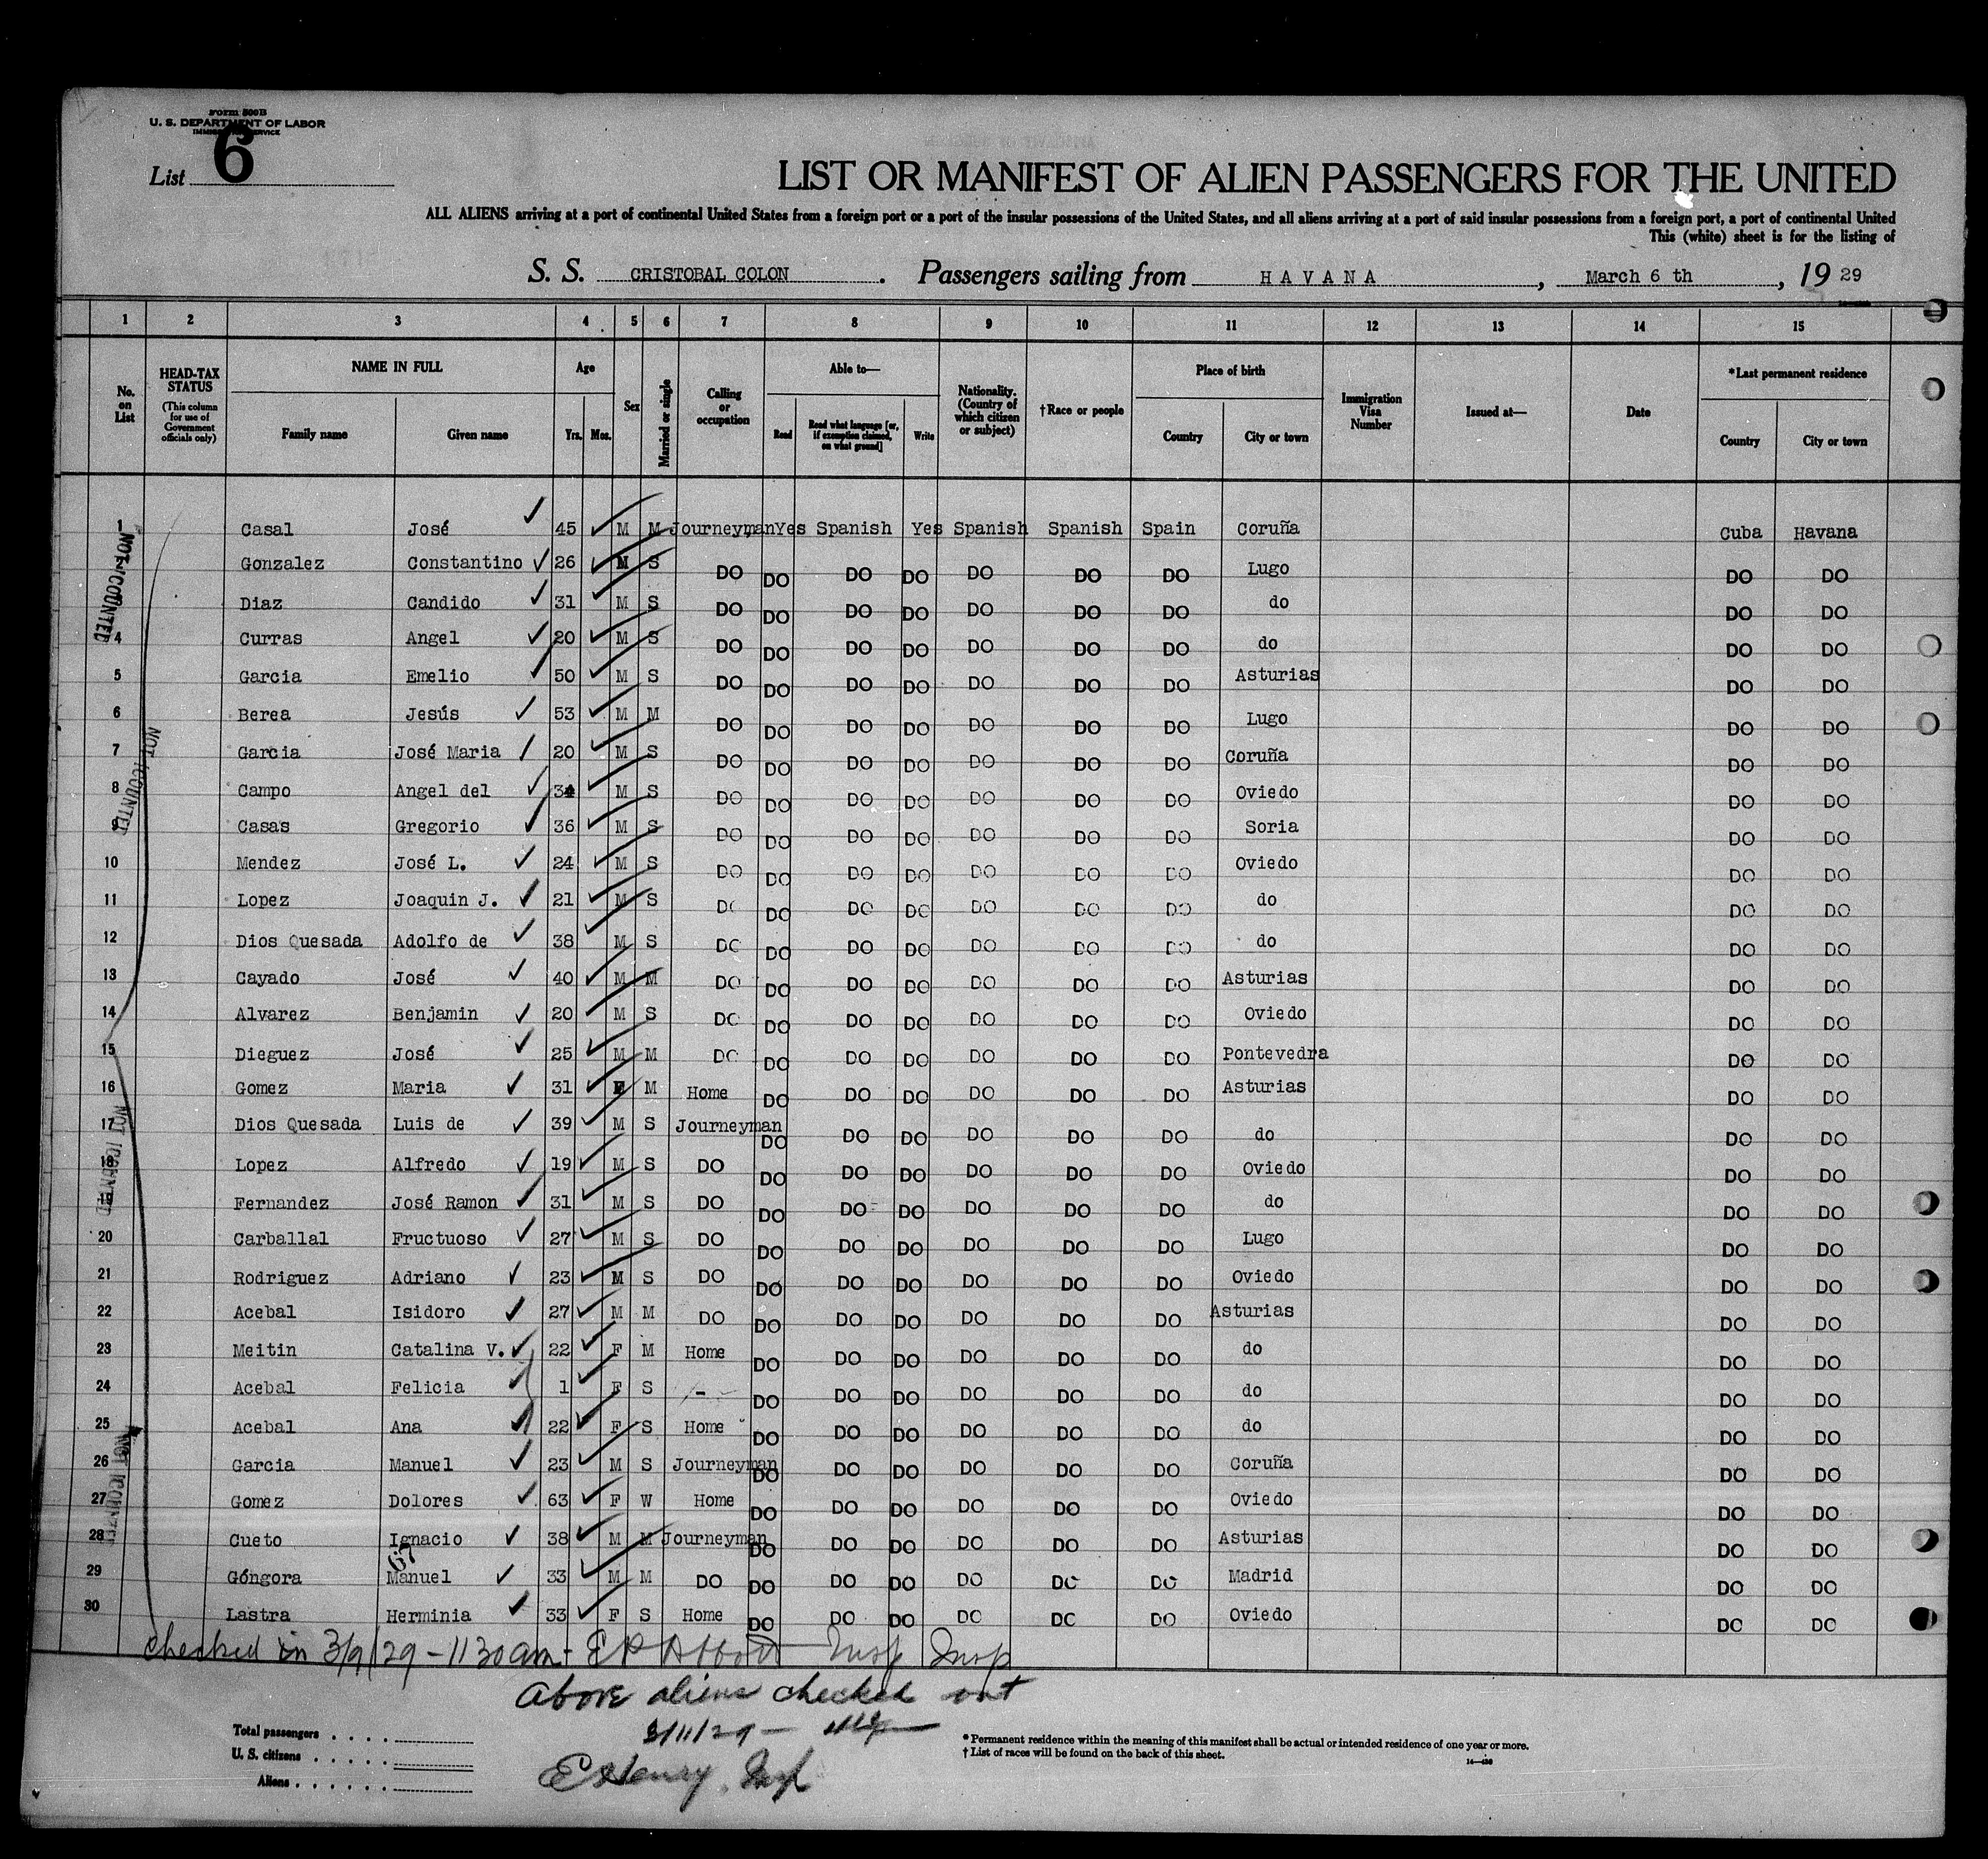 Form 500B
U. S. DEPARTMENT OF LABOR
IMMIGRATION SERVICE
List 6
LIST OR MANIFEST OF ALIEN PASSENGERS FOR THE UNITED
ALL ALIENS arriving at a port of continental United States from a foreign port or a port of the insular possessions of the United States, and all aliens arriving at a port of said insular possessions from a foreign port, a port of continental United
This (white) sheet is for the listing of
S. S. CRISTOBAL COLON. Passengers sailing from HAVANA, March 6 th, 19 29
1 2 3 4 5 6 7 8 9 10 11 12 13 14 15
No. on List
HEAD-TAX STATUS (This column for use of Government officials only)
NAME IN FULL Family name Given name
Age Yrs. Mos.
Sex
Married or single
Calling or occupation
Able to— Read Read what language [or, if exemption claimed, on what ground] Write
Nationality. (Country of which citizen or subject)
†Race or people
Place of birth Country City or town
Immigration Visa Number
Issued at—
Date
*Last permanent residence Country City or town
1 Casal José 45 M M Journeyman Yes Spanish Yes Spanish Spanish Spain Coruña Cuba Havana
Gonzalez Constantino 26 M S DO DO DO DO DO DO DO Lugo DO DO
Diaz Candido 31 M S DO DO DO DO DO DO DO do DO DO
4 Curras Angel 20 M S DO DO DO DO DO DO DO do DO DO
5 Garcia Emelio 50 M S DO DO DO DO DO DO DO Asturias DO DO
6 Berea Jesús 53 M M DO DO DO DO DO DO DO Lugo DO DO
7 Garcia José Maria 20 M S DO DO DO DO DO DO DO Coruña DO DO
8 Campo Angel del 34 M S DO DO DO DO DO DO DO Oviedo DO DO
9 Casas Gregorio 36 M S DO DO DO DO DO DO DO Soria DO DO
10 Mendez José L. 24 M S DO DO DO DO DO DO DO Oviedo DO DO
11 Lopez Joaquin J. 21 M S DO DO DO DO DO DO DO do DO DO
12 Dios Quesada Adolfo de 38 M S DO DO DO DO DO DO DO do DO DO
13 Cayado José 40 M M DO DO DO DO DO DO DO Asturias DO DO
14 Alvarez Benjamin 20 M S DO DO DO DO DO DO DO Oviedo DO DO
15 Dieguez José 25 M M DO DO DO DO DO DO DO Pontevedra DO DO
16 Gomez Maria 31 F M Home DO DO DO DO DO DO Asturias DO DO
17 Dios Quesada Luis de 39 M S Journeyman DO DO DO DO DO DO do DO DO
18 Lopez Alfredo 19 M S DO DO DO DO DO DO DO Oviedo DO DO
19 Fernandez José Ramon 31 M S DO DO DO DO DO DO DO do DO DO
20 Carballal Fructuoso 27 M S DO DO DO DO DO DO DO Lugo DO DO
21 Rodriguez Adriano 23 M S DO DO DO DO DO DO DO Oviedo DO DO
22 Acebal Isidoro 27 M M DO DO DO DO DO DO DO Asturias DO DO
23 Meitin Catalina V. 22 F M Home DO DO DO DO DO DO do DO DO
24 Acebal Felicia 1 F S - DO DO DO DO DO DO do DO DO
25 Acebal Ana 22 F S Home DO DO DO DO DO DO do DO DO
26 Garcia Manuel 23 M S Journeyman DO DO DO DO DO DO Coruña DO DO
27 Gomez Dolores 63 F W Home DO DO DO DO DO DO Oviedo DO DO
28 Cueto Ignacio 38 M M Journeyman DO DO DO DO DO DO Asturias DO DO
67
29 Góngora Manuel 33 M M DO DO DO DO DO DO DO Madrid DO DO
30 Lastra Herminia 33 F S Home DO DO DO DO DO DO Oviedo DO DO
NOT ICOUNTED
NOT ICOUNTED
NOT ICOUNTED
NOT ICOUNTED
checked in 3/9/29 - 11 30 am - E P Abbott Insp Insp
Above aliens checked out
3/11/29 —
E Henry Insp
Total passengers
U. S. citizens
Aliens
* Permanent residence within the meaning of this manifest shall be actual or intended residence of one year or more.
† List of races will be found on the back of this sheet.